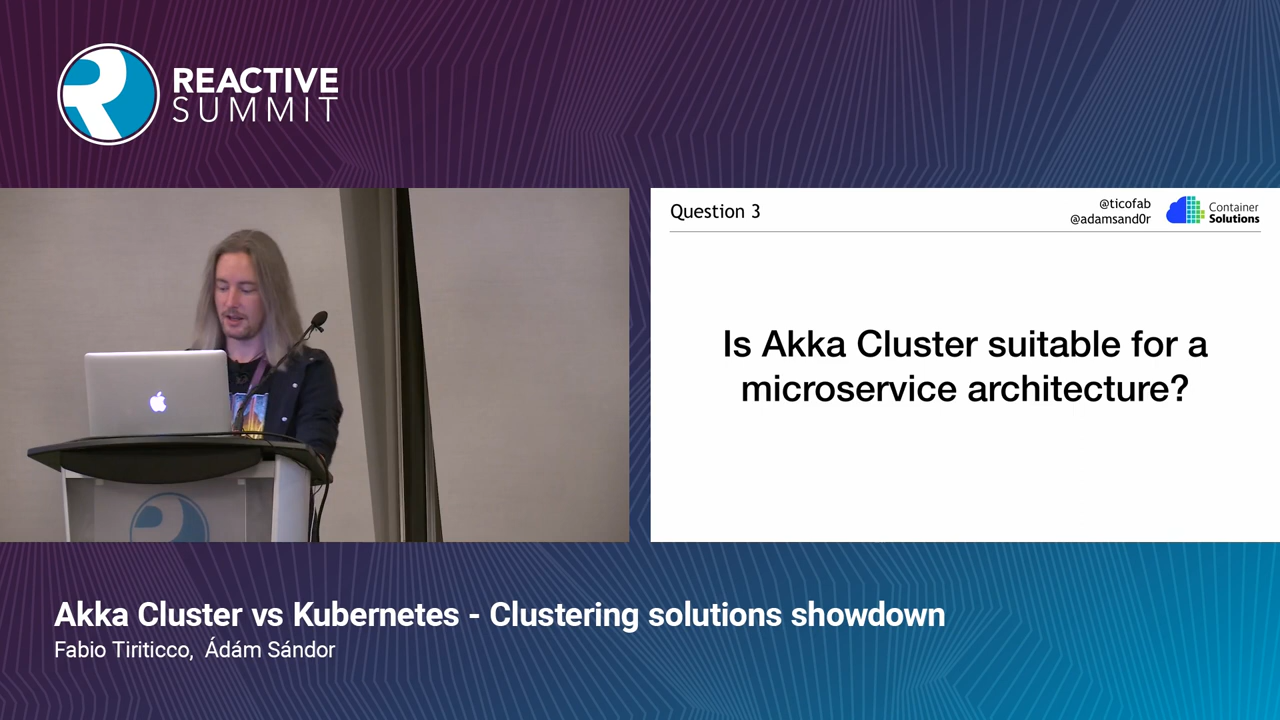 REACTIVE
SUMMIT
Question 3
@ticofab
@adamsand0r
Container
Solutions
Is Akka Cluster suitable for a
microservice architecture?
Akka Cluster vs Kubernetes - Clustering solutions showdown
Fabio Tiriticco, Ádám Sándor